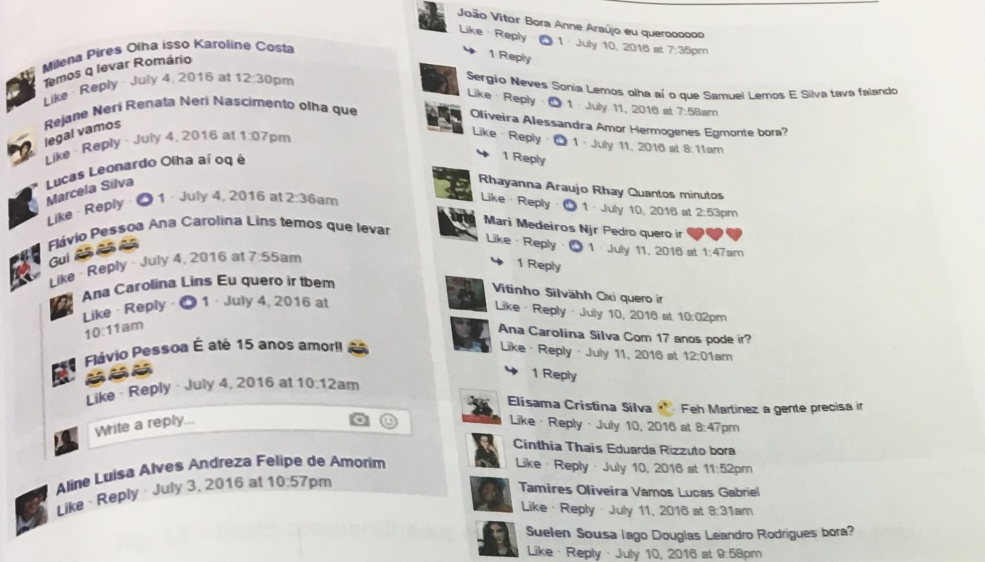 Milena Pires Olha isso Karoline Costa
Temos q levar Romário
Like · Reply · July 4, 2016 at 12:30pm
Rejane Neri Renata Neri Nascimento olha que
legal vamos
Like · Reply · July 4, 2016 at 1:07pm
Lucas Leonardo Olha aí oq è
Marcela Silva
Like · Reply · 1 · July 4, 2016 at 2:36am
Flávio Pessoa Ana Carolina Lins temos que levar
Gui 😂😂😂
Like · Reply · July 4, 2016 at 7:55am
Ana Carolina Lins Eu quero ir tbem
Like · Reply · 1 · July 4, 2016 at
10:11am
Flávio Pessoa É atè 15 anos amor!! 😂
😂😂😂
Like · Reply · July 4, 2016 at 10:12am
Write a reply...
Aline Luisa Alves Andreza Felipe de Amorim
Like · Reply · July 3, 2016 at 10:57pm
João Vitor Bora Anne Araújo eu querooooooo
Like · Reply · 1 · July 10, 2016 at 7:35pm
1 Reply
Sergio Neves Sonia Lemos olha aí o que Samuel Lemos E Silva tava falando
Like · Reply · 1 · July 11, 2016 at 7:58am
Oliveira Alessandra Amor Hermogenes Egmonte bora?
Like · Reply · 1 · July 11, 2016 at 8:11am
1 Reply
Rhayanna Araujo Rhay Quantos minutos
Like · Reply · 1 · July 10, 2016 at 2:53pm
Mari Medeiros Njr Pedro quero ir ❤❤❤
Like · Reply · 1 · July 11, 2016 at 1:47am
1 Reply
Vitinho Silvähh Oxi quero ir
Like · Reply · July 10, 2016 at 10:02pm
Ana Carolina Silva Com 17 anos pode ir?
Like · Reply · July 11, 2016 at 12:01am
1 Reply
Elisama Cristina Silva Feh Martinez a gente precisa ir
Like · Reply · July 10, 2016 at 8:47pm
Cinthia Thais Eduarda Rizzuto bora
Like · Reply · July 10, 2016 at 11:52pm
Tamires Oliveira Vamos Lucas Gabriel
Like · Reply · July 11, 2016 at 8:31am
Suelen Sousa Iago Douglas Leandro Rodrigues bora?
Like · Reply · July 10, 2016 at 9:58pm